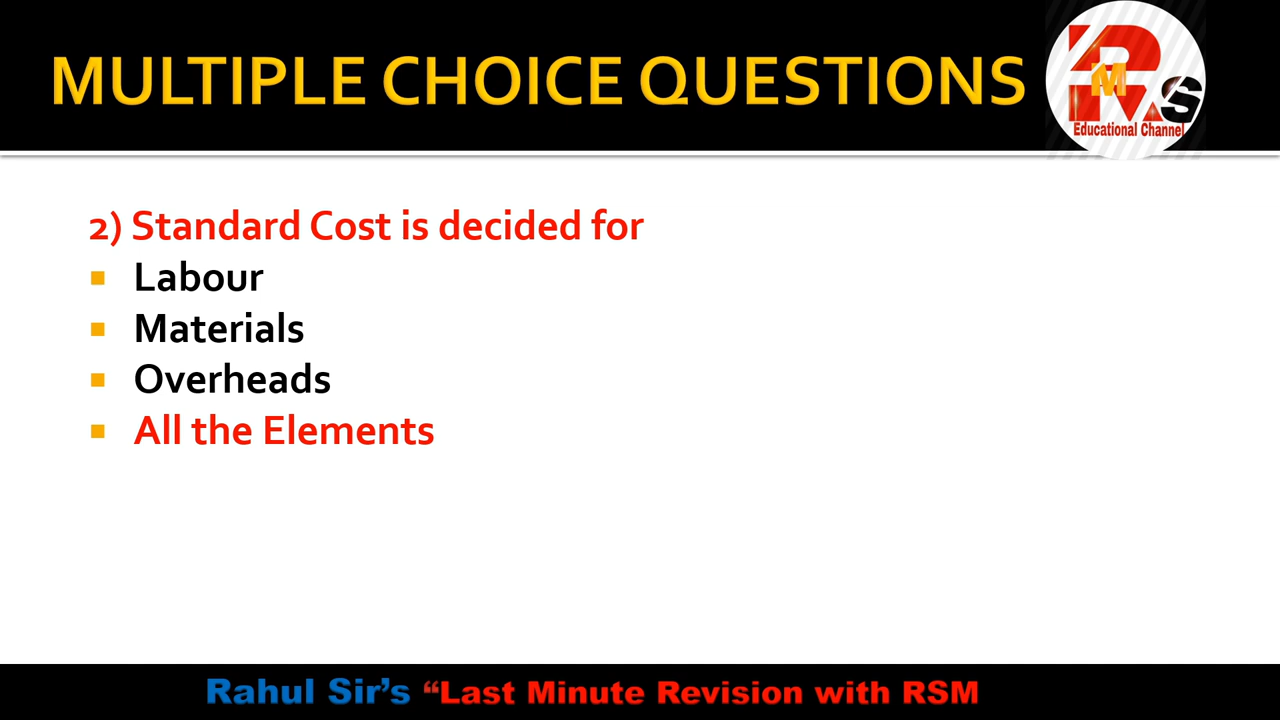 MULTIPLE CHOICE QUESTIONS
RMS
Educational Channel
2) Standard Cost is decided for
Labour
Materials
Overheads
All the Elements
Rahul Sir's “Last Minute Revision with RSM